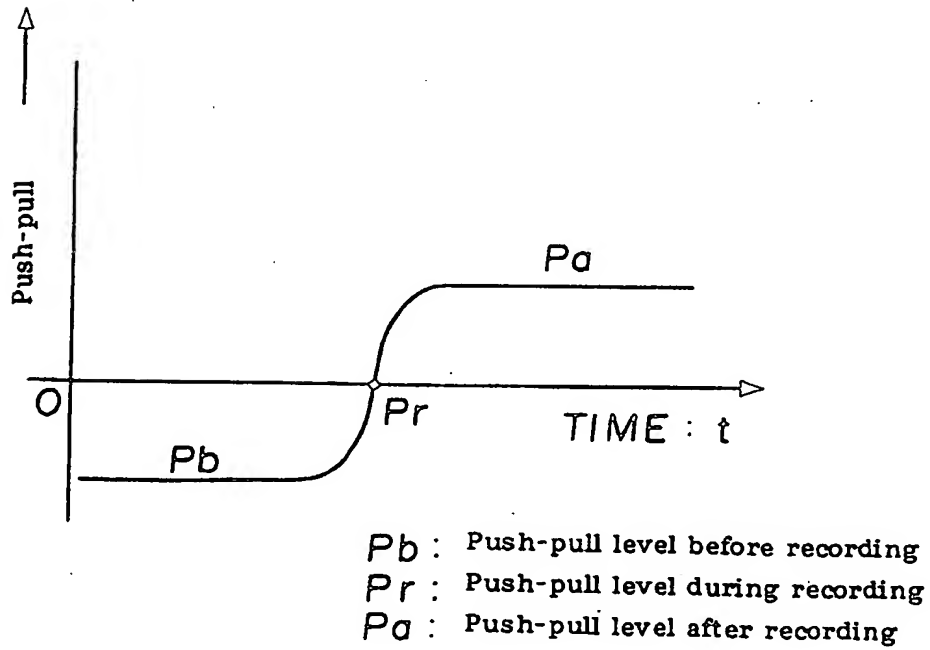 Push-pull
Pa
O
Pr
TIME : t
Pb
Pb : Push-pull level before recording
Pr : Push-pull level during recording
Pa : Push-pull level after recording